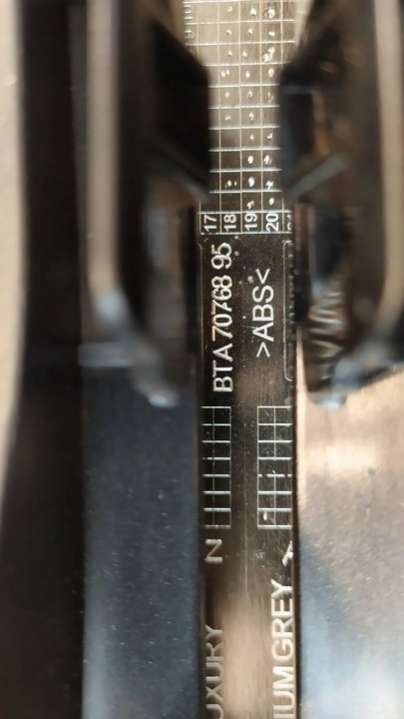 17
18
19
20
BTA 70768 95
>ABS<
N
UXURY
IUM GREY